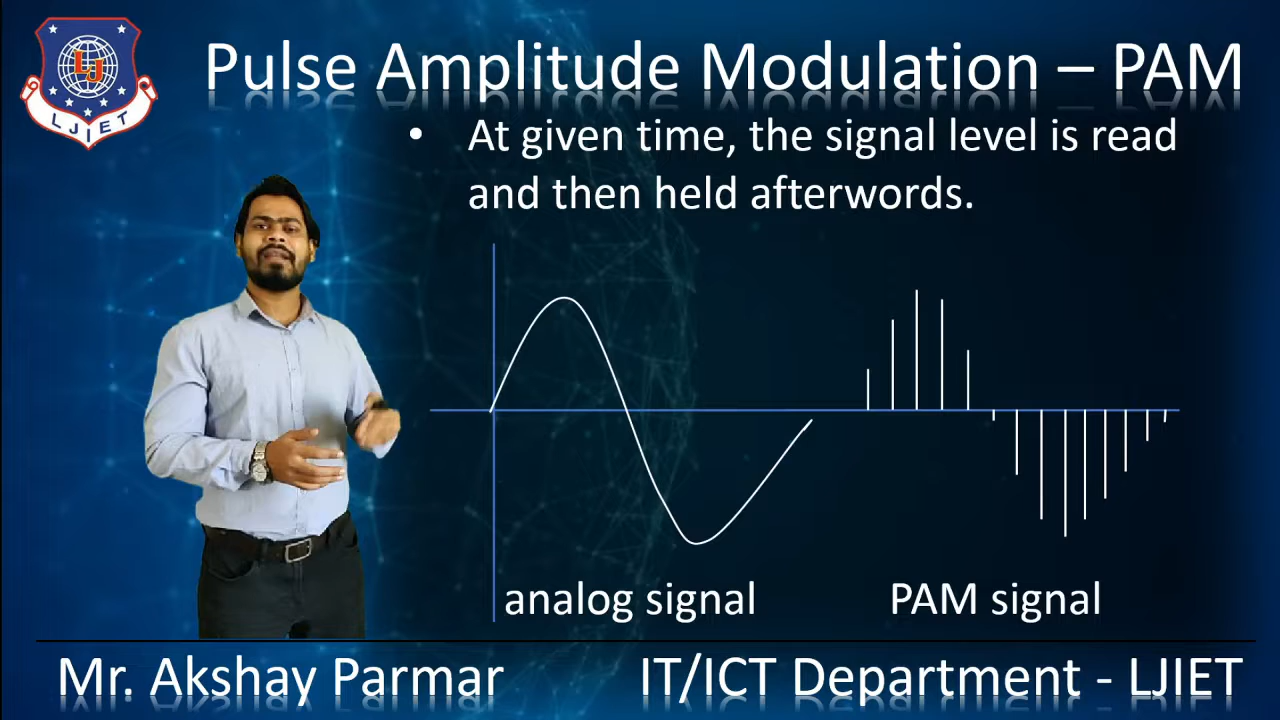 LJ
LJIET
Pulse Amplitude Modulation – PAM
• At given time, the signal level is read
and then held afterwords.
analog signal
PAM signal
Mr. Akshay Parmar
IT/ICT Department - LJIET